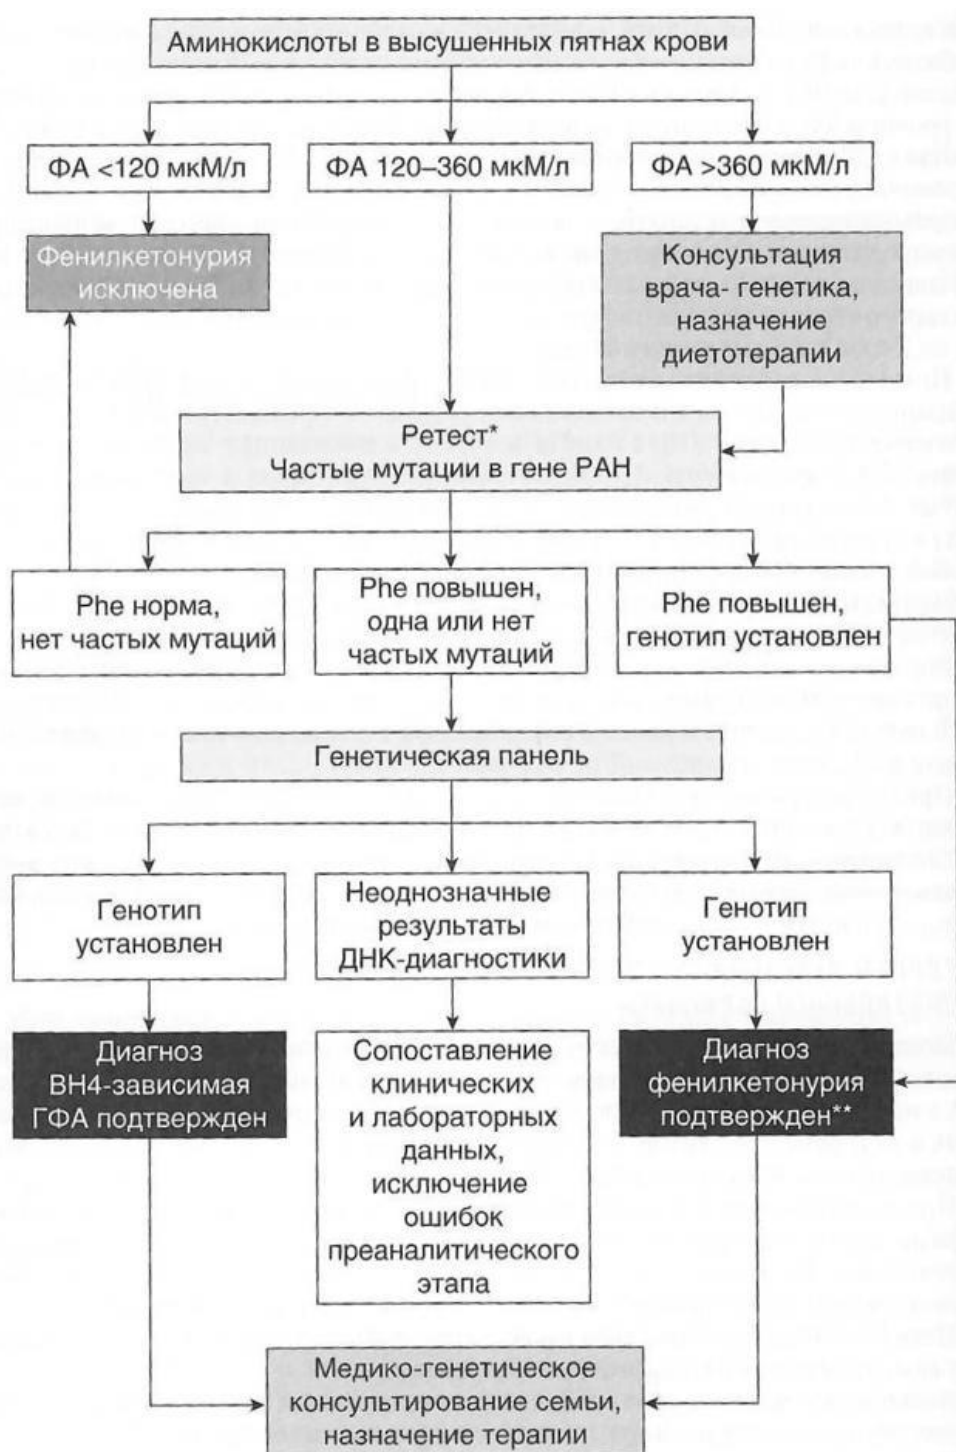 Аминокислоты в высушенных пятнах крови
ФА <120 мкМ/л
ФА 120–360 мкМ/л
ФА >360 мкМ/л
Фенилкетонурия
исключена
Консультация
врача- генетика,
назначение
диетотерапии
Ретест*
Частые мутации в гене PAH
Phe норма,
нет частых мутаций
Phe повышен,
одна или нет
частых мутаций
Phe повышен,
генотип установлен
Генетическая панель
Генотип
установлен
Неоднозначные
результаты
ДНК-диагностики
Генотип
установлен
Диагноз
BH4-зависимая
ГФА подтвержден
Сопоставление
клинических
и лабораторных
данных,
исключение
ошибок
преаналитического
этапа
Диагноз
фенилкетонурия
подтвержден**
Медико-генетическое
консультирование семьи,
назначение терапии